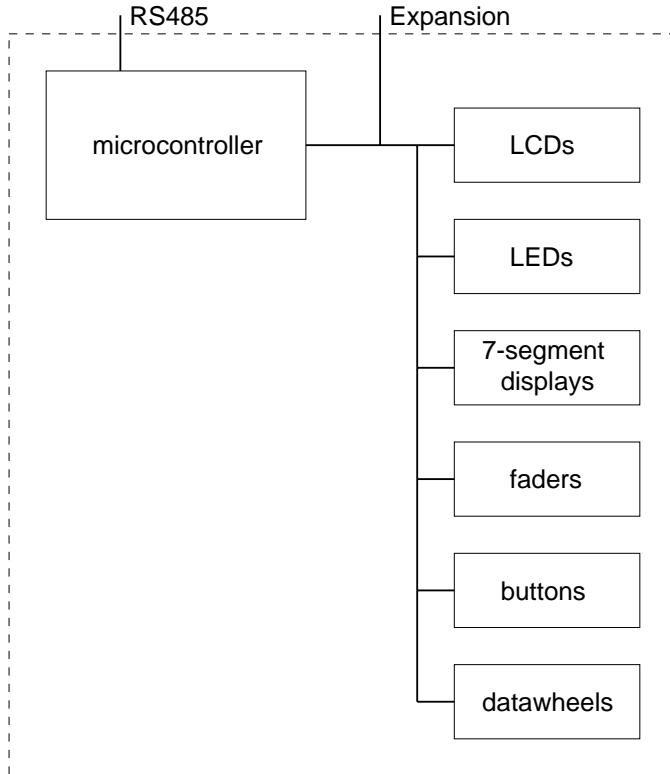 RS485
Expansion
microcontroller
LCDs
LEDs
7-segment
displays
faders
buttons
datawheels